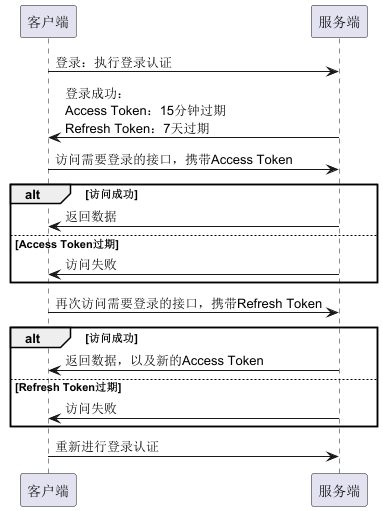 客户端
服务端
登录：执行登录认证
登录成功：
Access Token：15分钟过期
Refresh Token：7天过期
访问需要登录的接口，携带Access Token
alt
[访问成功]
返回数据
[Access Token过期]
访问失败
再次访问需要登录的接口，携带Refresh Token
alt
[访问成功]
返回数据，以及新的Access Token
[Refresh Token过期]
访问失败
重新进行登录认证
客户端
服务端